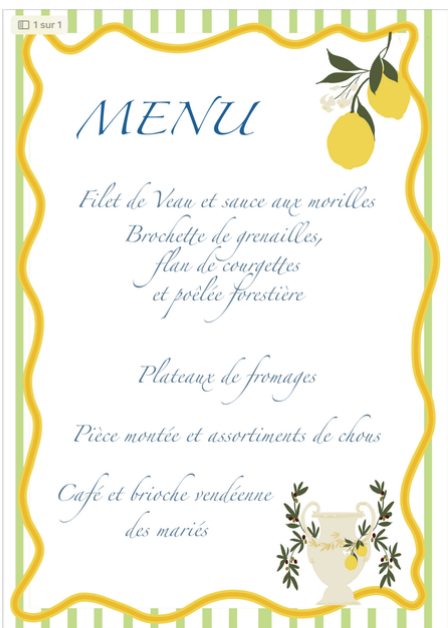 1 sur 1
MENU
Filet de Veau et sauce aux morilles
Brochette de grenailles,
flan de courgettes
et poêlée forestière
Plateaux de fromages
Pièce montée et assortiments de chous
Café et brioche vendéenne
des mariés